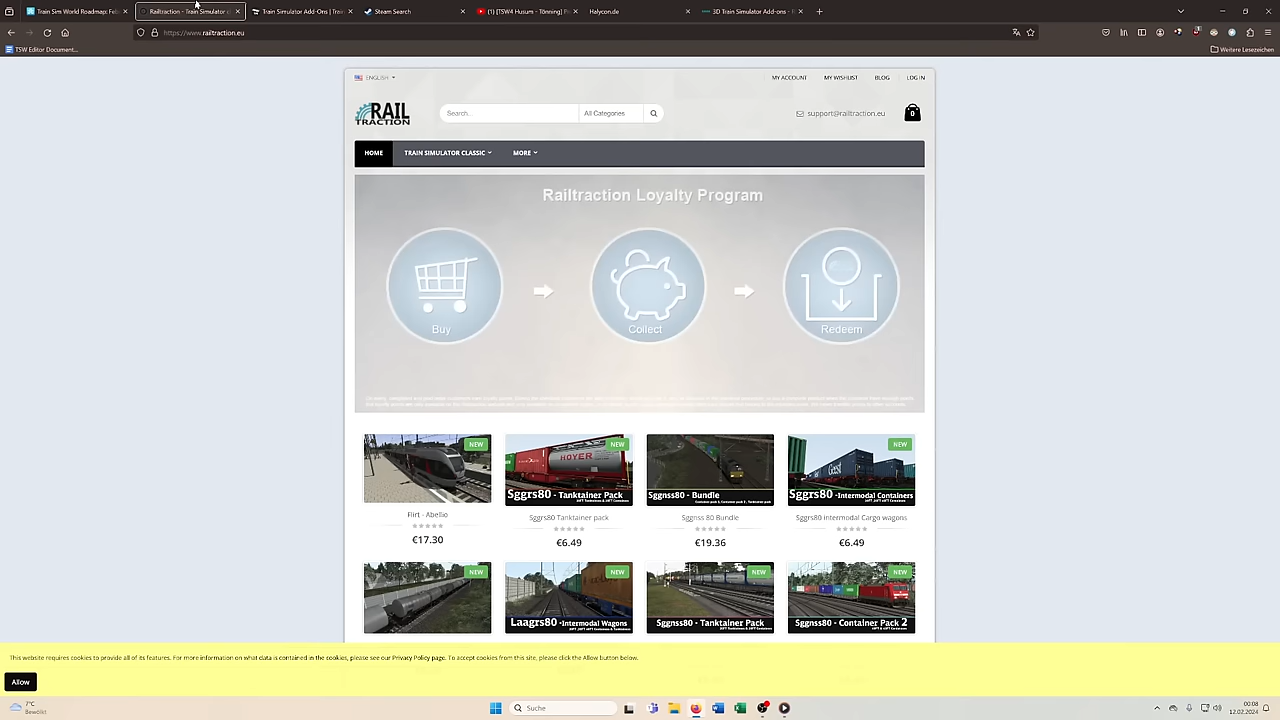 Train Sim World Roadmap: Feb
Railtraction - Train Simulator cl
Train Simulator Add-Ons | Train
Steam Search
(1) [TSW4 Husum - Tönning] Pl
Halycon.de
3D Train Simulator Add-ons -
https://www.railtraction.eu
TSW Editor Document...
Weitere Lesezeichen
ENGLISH
MY ACCOUNT
MY WISHLIST
BLOG
LOG IN
RAIL
TRACTION
Search...
All Categories
support@railtraction.eu
0
HOME
TRAIN SIMULATOR CLASSIC
MORE
Railtraction Loyalty Program
Buy
Collect
Redeem
NEW
NEW
NEW
HOYER
Sggrs80 - Tanktainer Pack
Sggnss80 - Bundle
Sggrs80 - Intermodal Containers
Flirt - Abellio
Sggrs80 Tanktainer pack
Sggnss 80 Bundle
Sggrs80 intermodal Cargo wagons
€17.30
€6.49
€19.36
€6.49
NEW
NEW
NEW
NEW
Laagrs80 - Intermodal Wagons
Sggnss80 - Tanktainer Pack
Sggnss80 - Container Pack 2
This website requires cookies to provide all of its features. For more information on what data is contained in the cookies, please see our Privacy Policy page. To accept cookies from this site, please click the Allow button below.
Allow
7°C
Bewölkt
Suche
00:08
12.02.2024